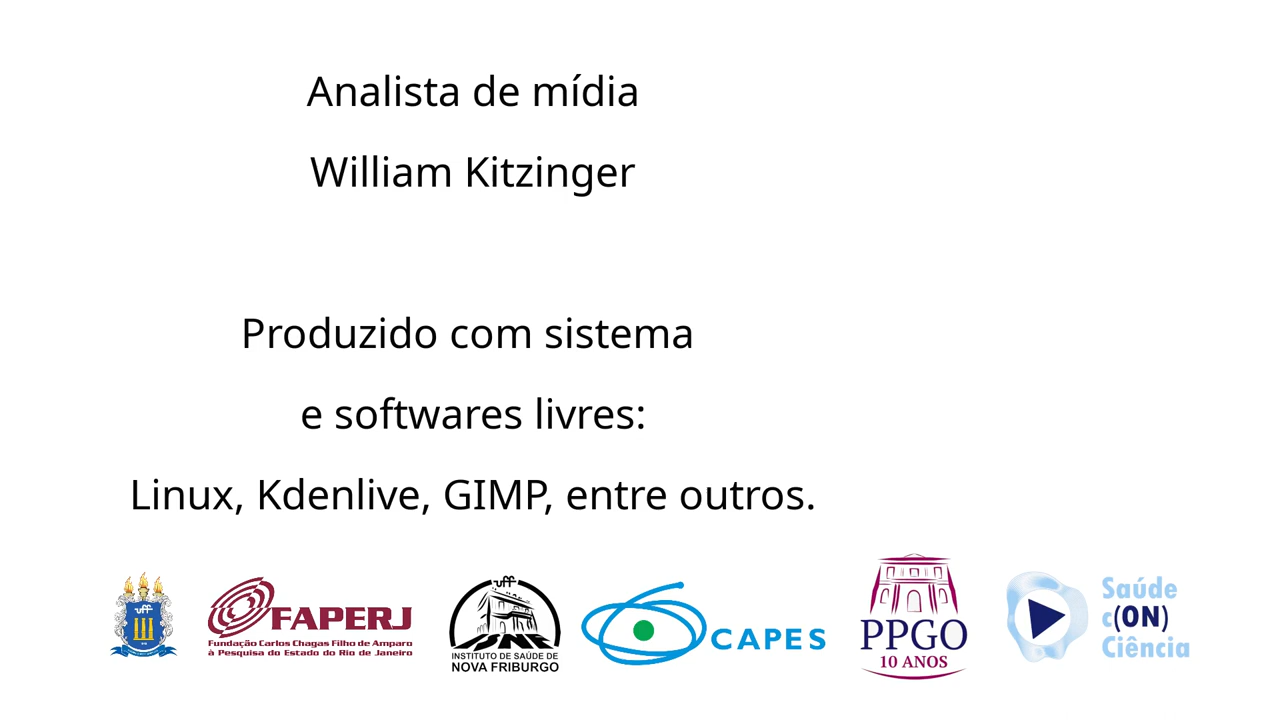 Analista de mídia
William Kitzinger
Produzido com sistema
e softwares livres:
Linux, Kdenlive, GIMP, entre outros.
uff
FAPERJ
Fundação Carlos Chagas Filho de Amparo
à Pesquisa do Estado do Rio de Janeiro
uff
INSTITUTO DE SAÚDE DE
NOVA FRIBURGO
CAPES
PPGO
10 ANOS
Saúde
c(ON)
Ciência